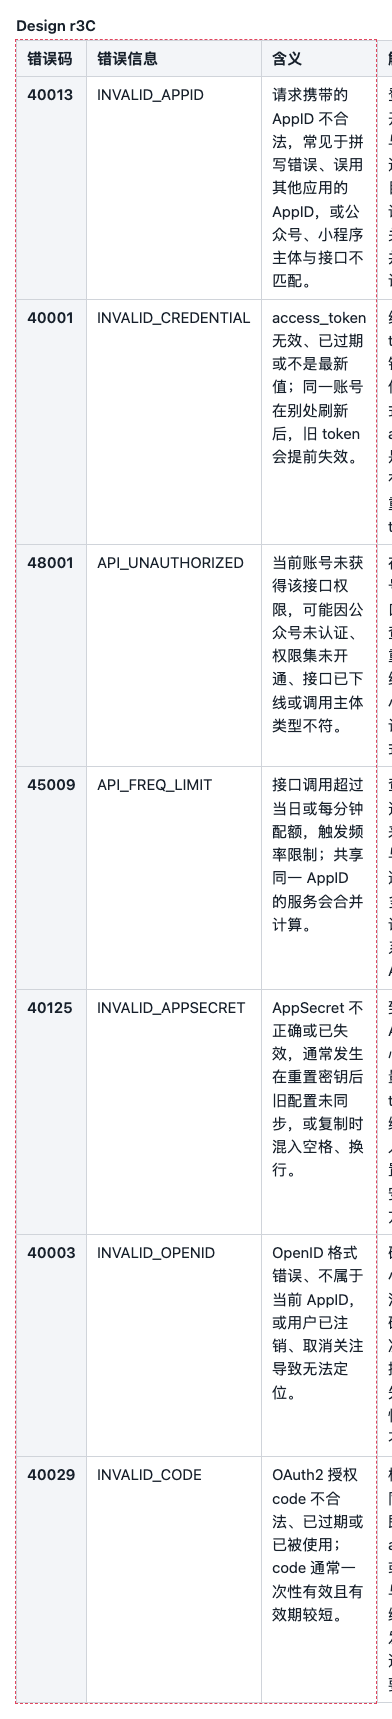 Design r3C
错误码 错误信息 含义
40013 INVALID_APPID 请求携带的
AppID 不合
法，常见于拼
写错误、误用
其他应用的
AppID，或公
众号、小程序
主体与接口不
匹配。
40001 INVALID_CREDENTIAL access_token
无效、已过期
或不是最新
值；同一账号
在别处刷新
后，旧 token
会提前失效。
48001 API_UNAUTHORIZED 当前账号未获
得该接口权
限，可能因公
众号未认证、
权限集未开
通、接口已下
线或调用主体
类型不符。
45009 API_FREQ_LIMIT 接口调用超过
当日或每分钟
配额，触发频
率限制；共享
同一 AppID
的服务会合并
计算。
40125 INVALID_APPSECRET AppSecret 不
正确或已失
效，通常发生
在重置密钥后
旧配置未同
步，或复制时
混入空格、换
行。
40003 INVALID_OPENID OpenID 格式
错误、不属于
当前 AppID，
或用户已注
销、取消关注
导致无法定
位。
40029 INVALID_CODE OAuth2 授权
code 不合
法、已过期或
已被使用；
code 通常一
次性有效且有
效期较短。